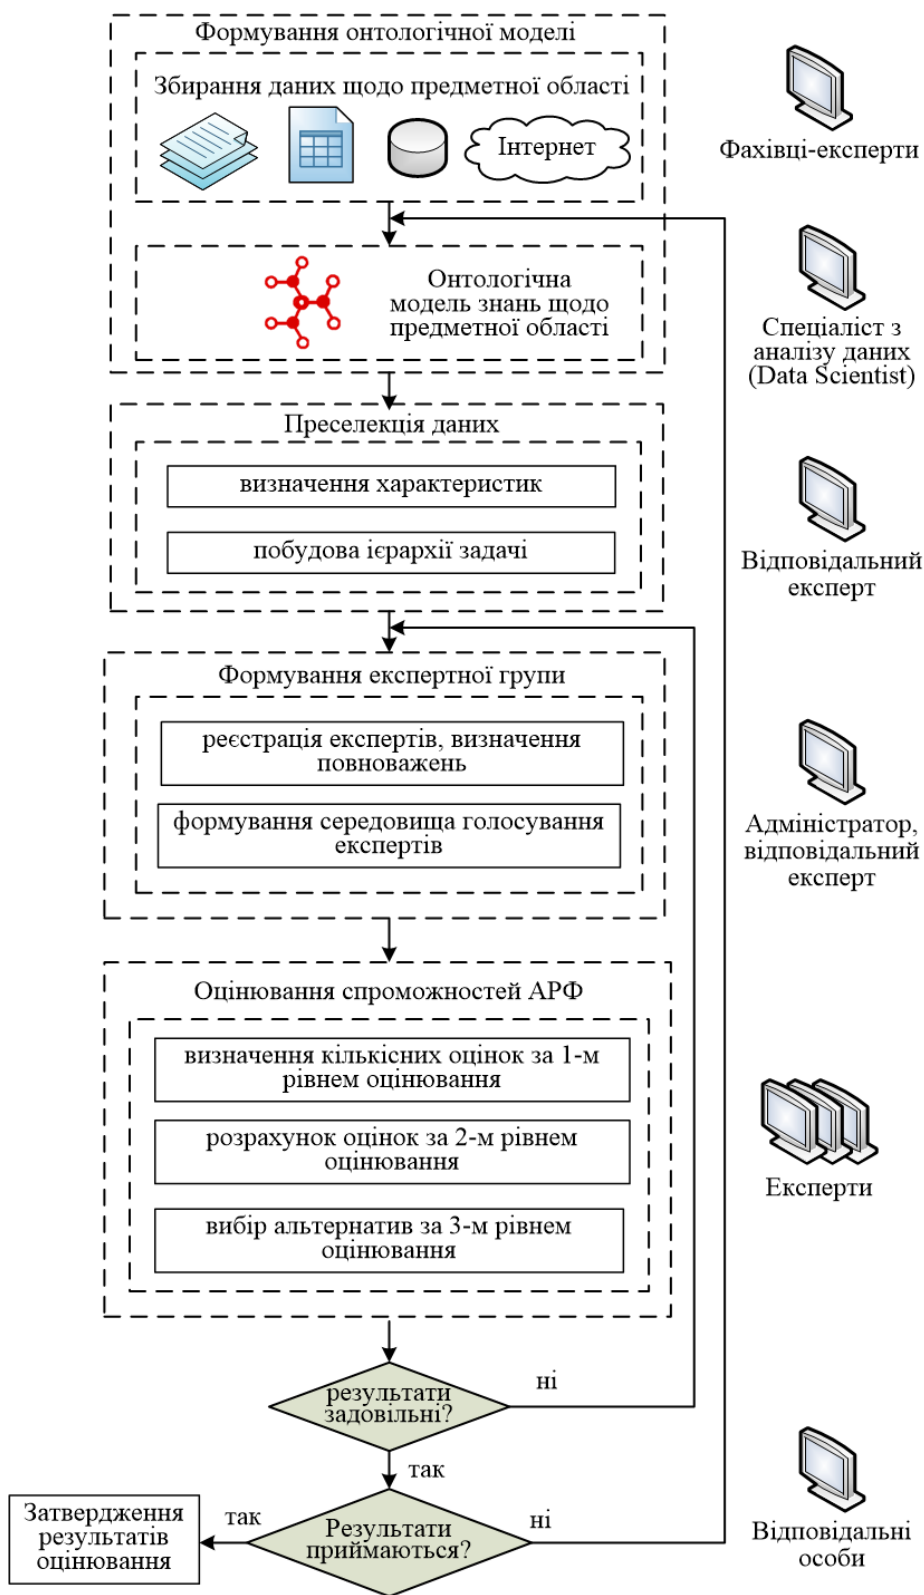 Формування онтологічної моделі
Збирання даних щодо предметної області
Інтернет
Фахівці-експерти
Онтологічна
модель знань щодо
предметної області
Спеціаліст з
аналізу даних
(Data Scientist)
Преселекція даних
визначення характеристик
побудова ієрархії задачі
Відповідальний
експерт
Формування експертної групи
реєстрація експертів, визначення
повноважень
формування середовища голосування
експертів
Адміністратор,
відповідальний
експерт
Оцінювання спроможностей АРФ
визначення кількісних оцінок за 1-м
рівнем оцінювання
розрахунок оцінок за 2-м рівнем
оцінювання
вибір альтернатив за 3-м рівнем
оцінювання
Експерти
результати
задовільні?
ні
так
Результати
приймаються?
так
ні
Затвердження
результатів
оцінювання
Відповідальні
особи